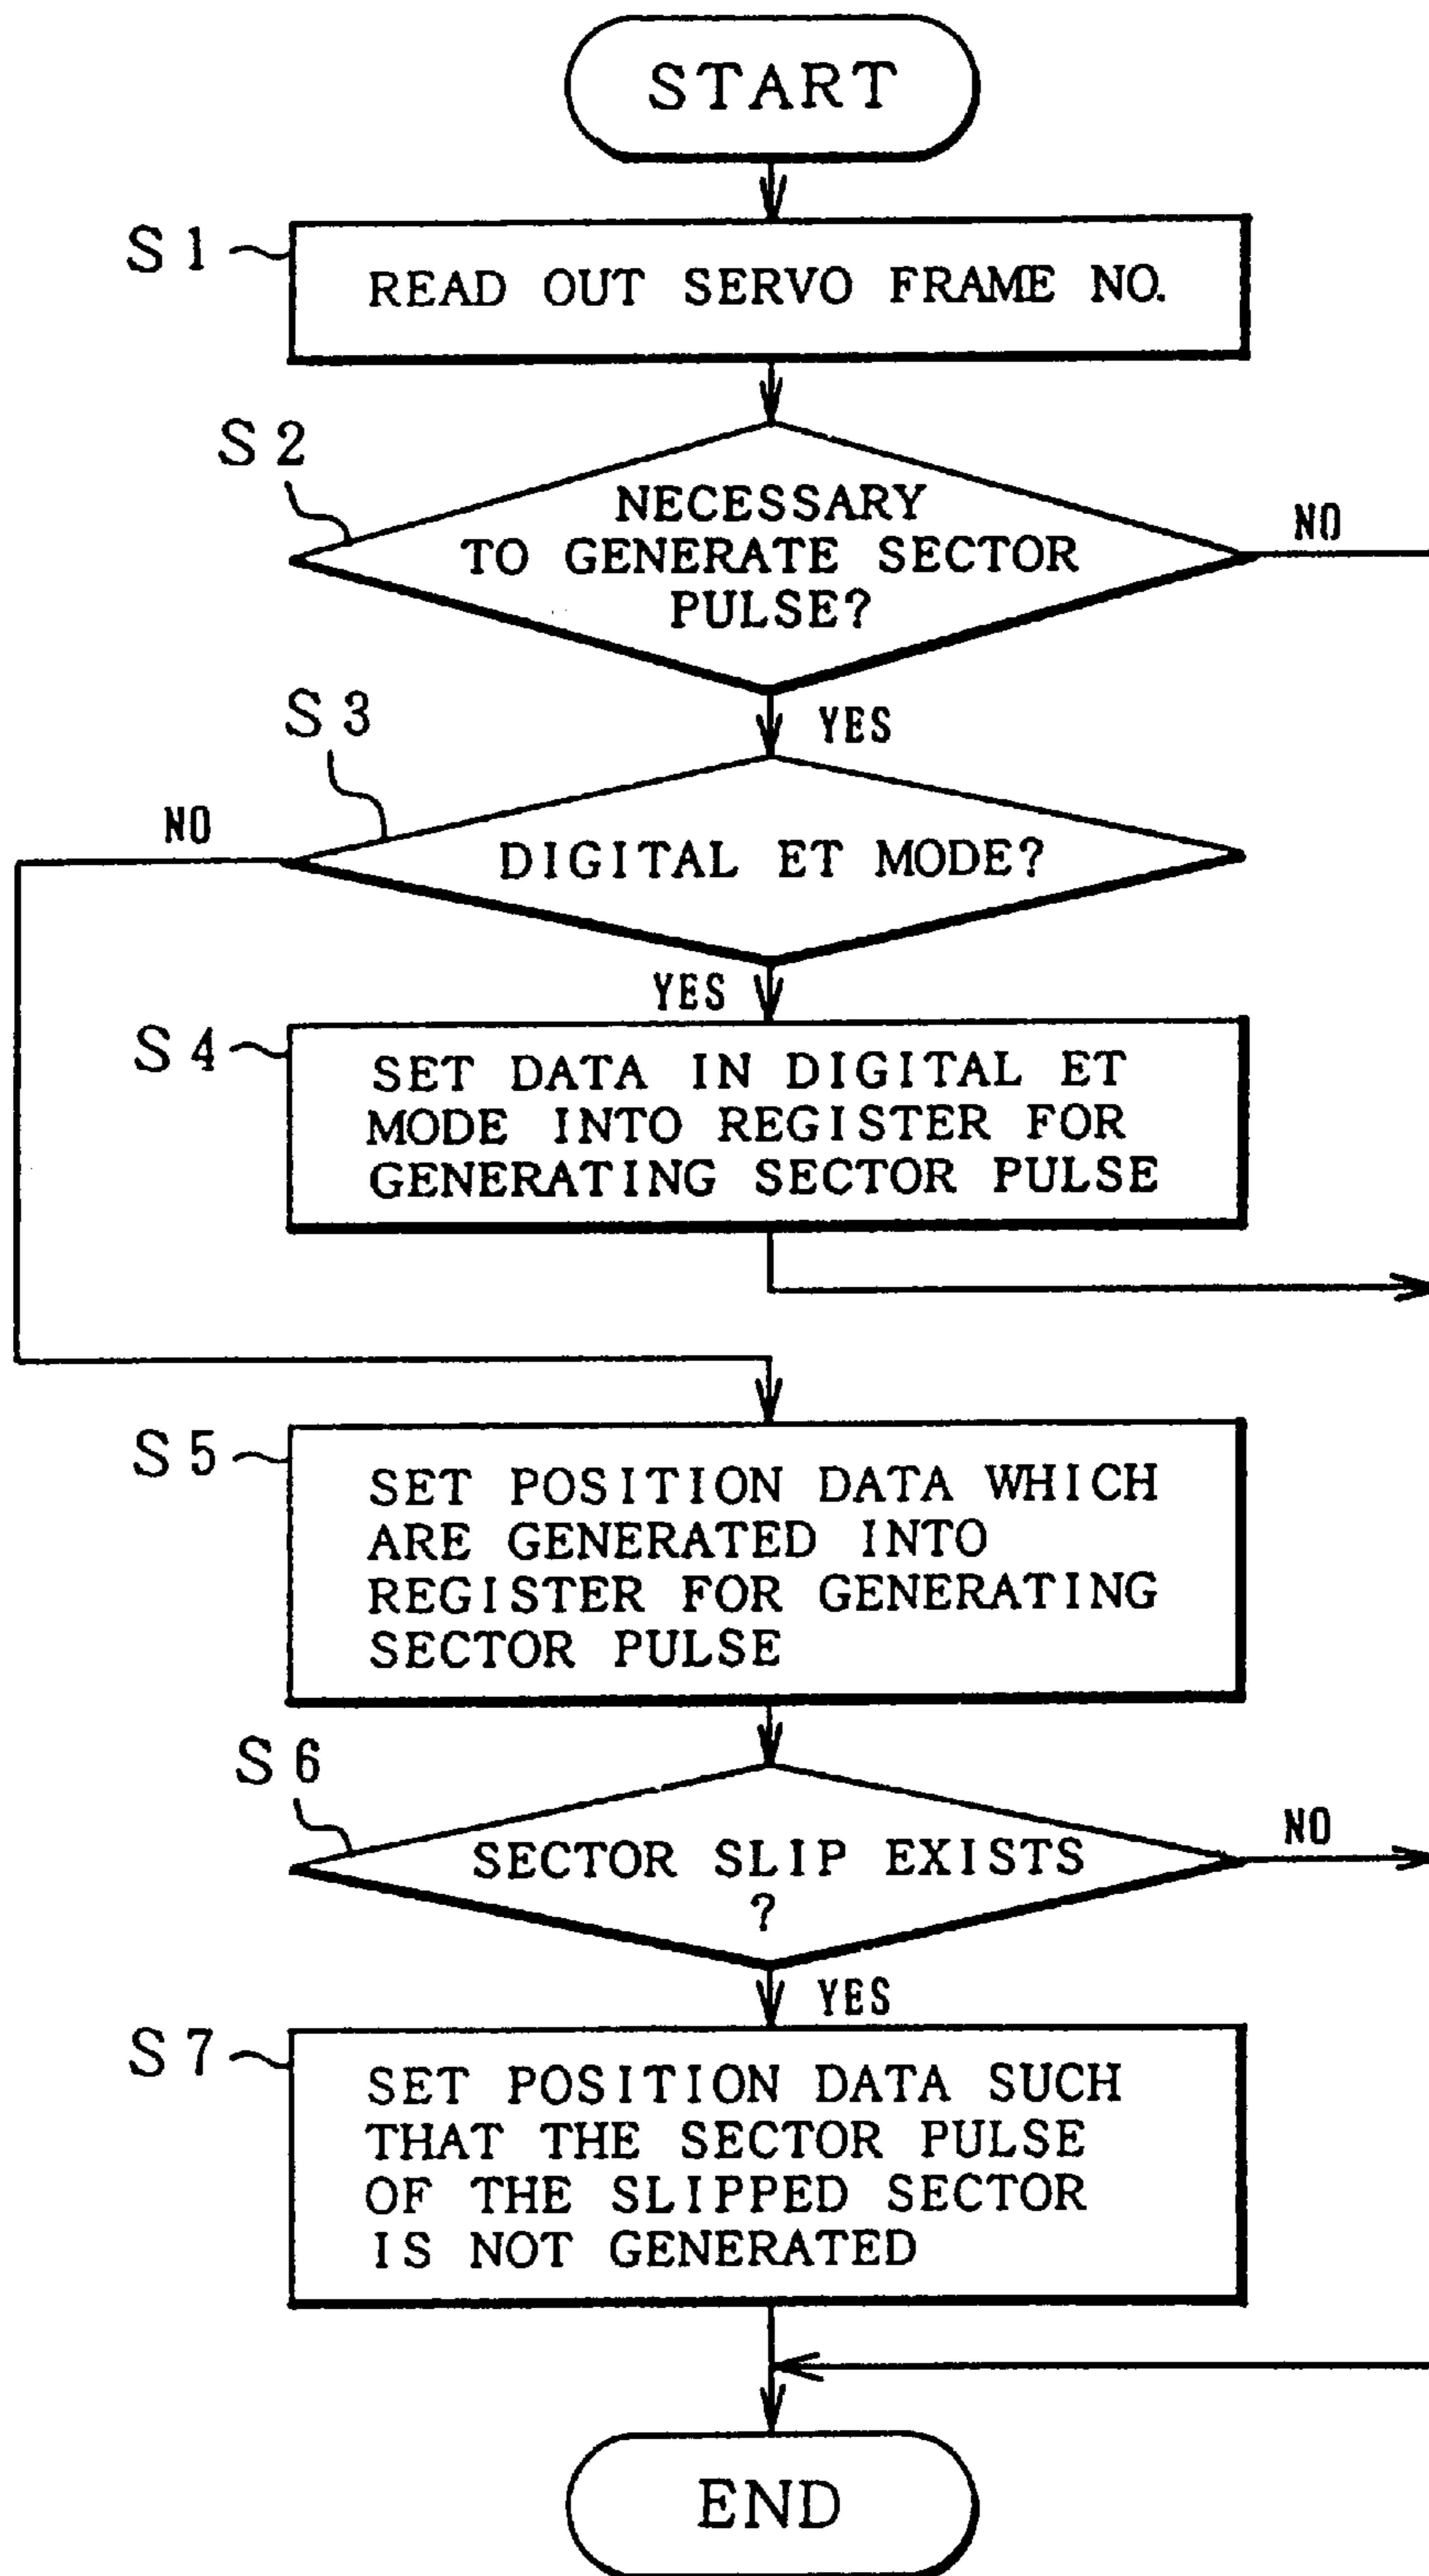 START
S1
READ OUT SERVO FRAME NO.
S2
NECESSARY
TO GENERATE SECTOR
PULSE?
NO
YES
S3
NO
DIGITAL ET MODE?
YES
S4
SET DATA IN DIGITAL ET
MODE INTO REGISTER FOR
GENERATING SECTOR PULSE
S5
SET POSITION DATA WHICH
ARE GENERATED INTO
REGISTER FOR GENERATING
SECTOR PULSE
S6
SECTOR SLIP EXISTS
?
NO
YES
S7
SET POSITION DATA SUCH
THAT THE SECTOR PULSE
OF THE SLIPPED SECTOR
IS NOT GENERATED
END